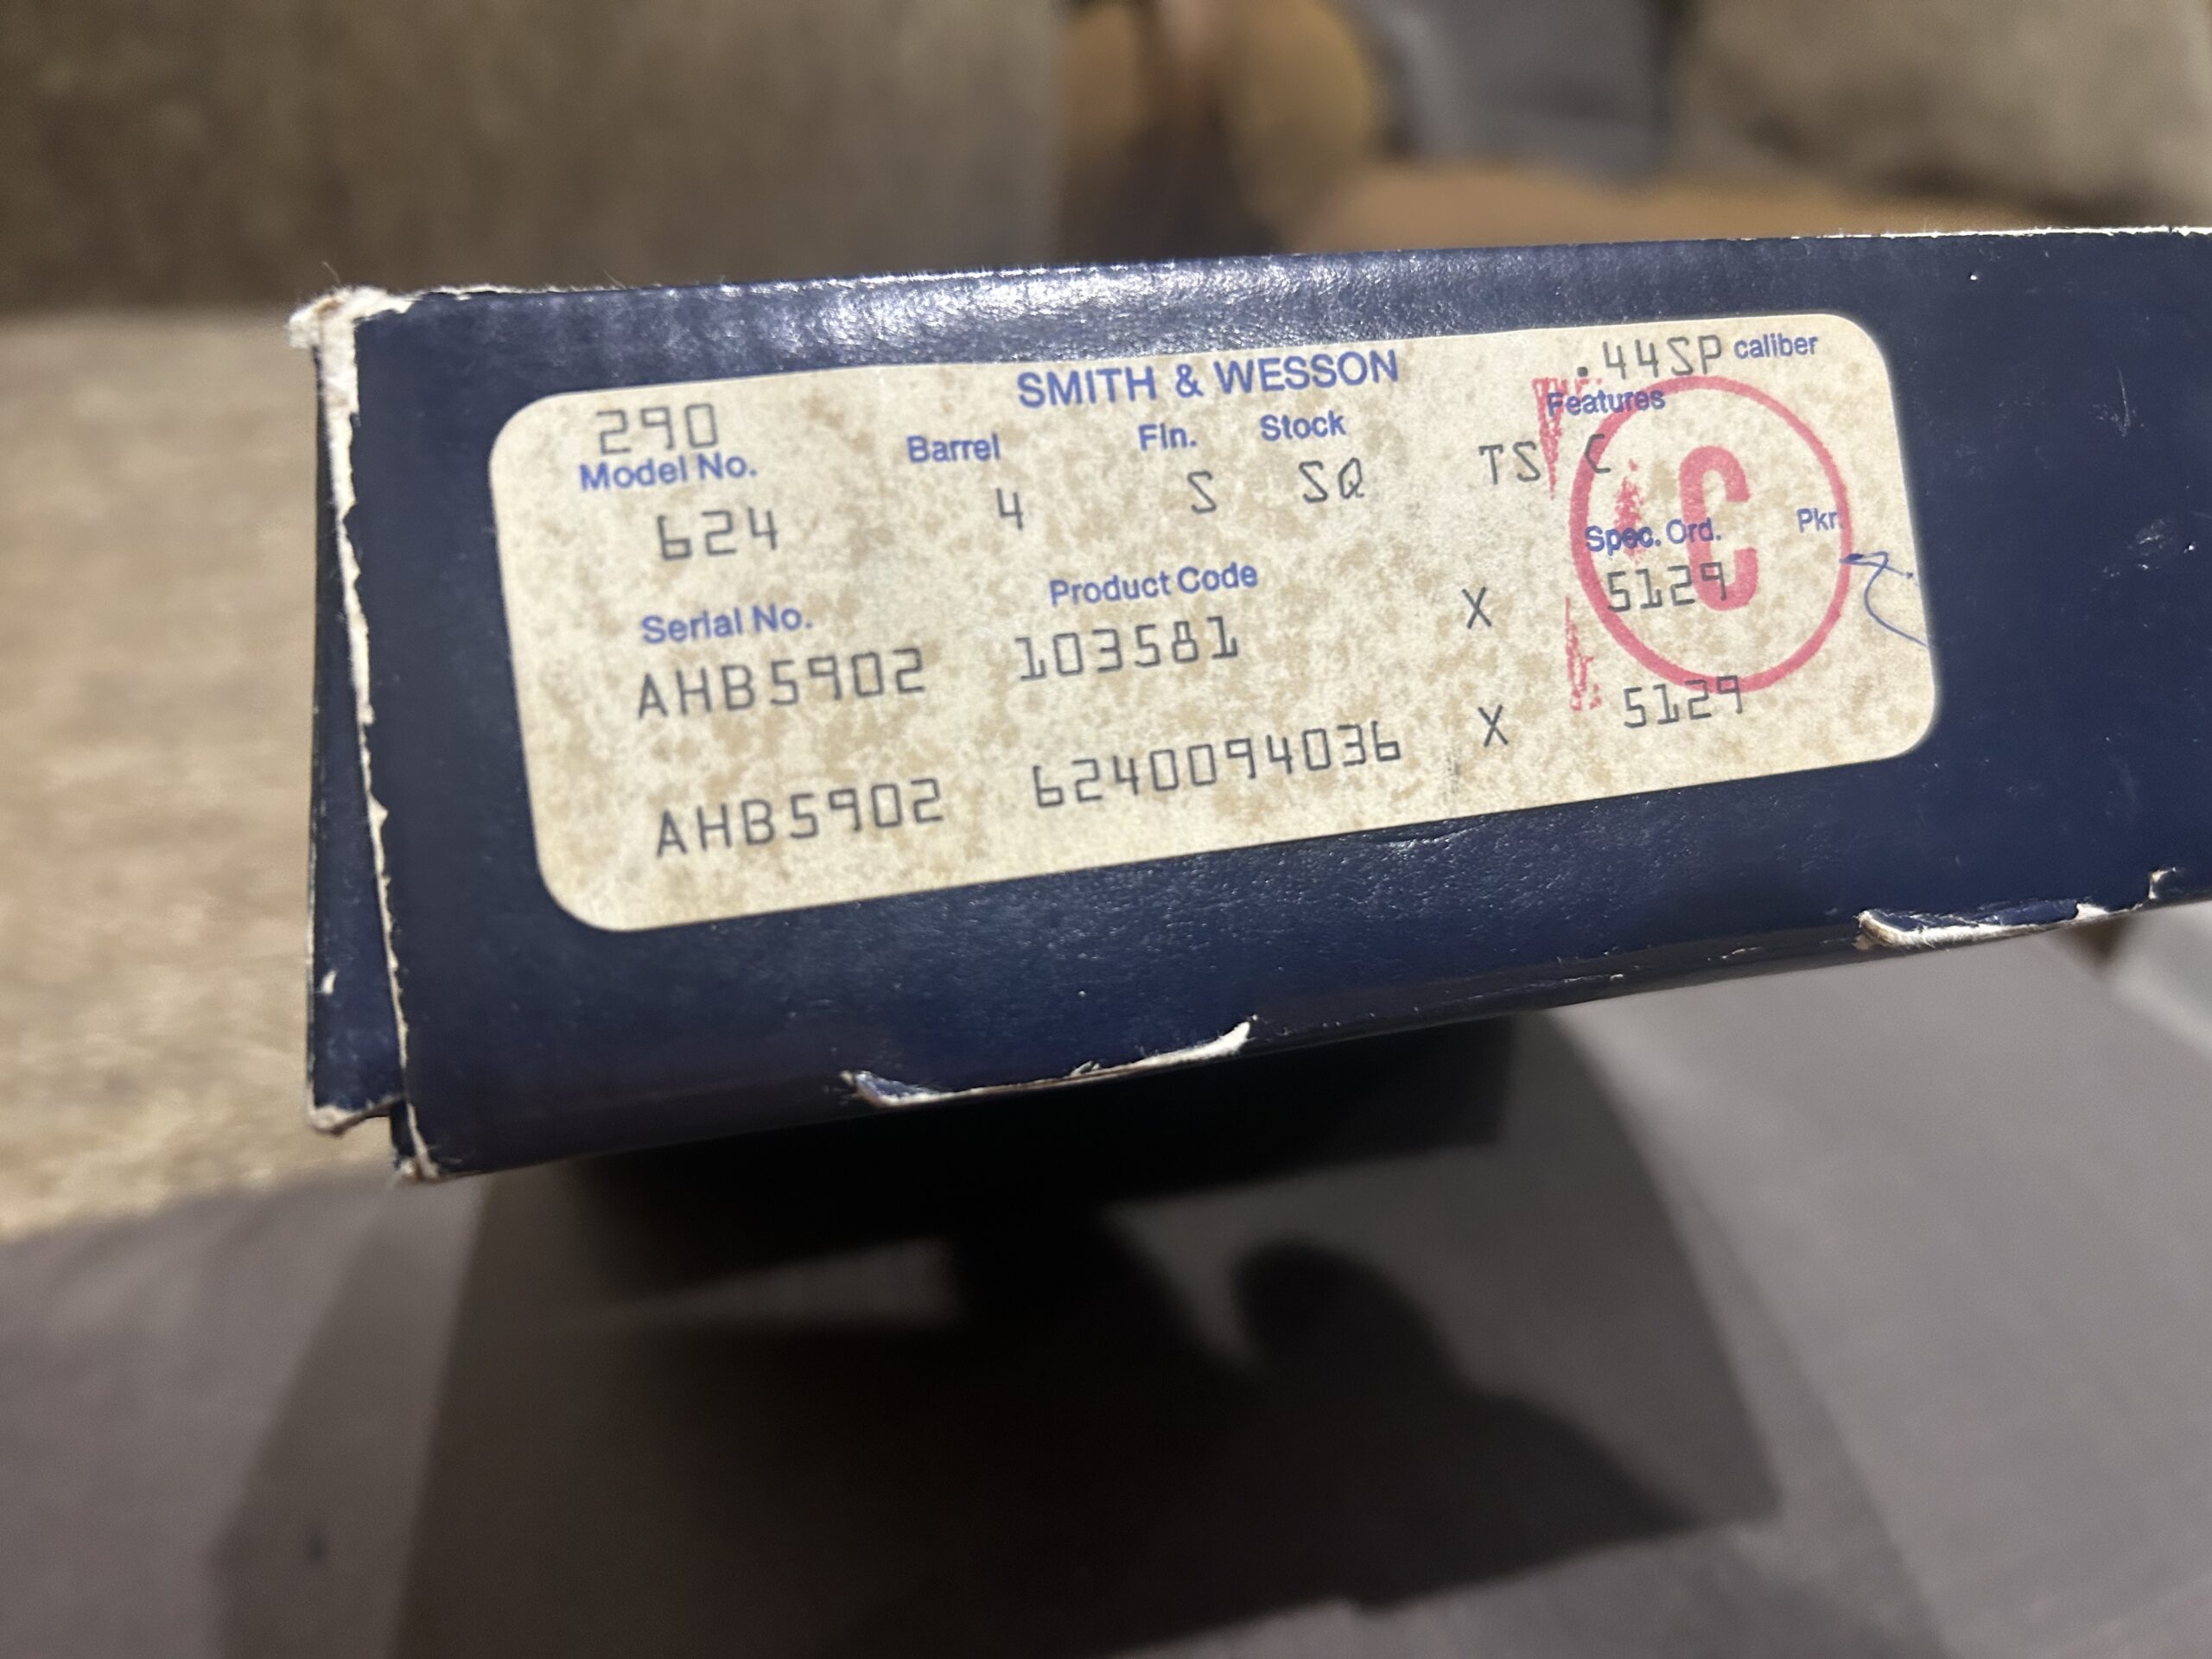 SMITH & WESSON
.44SP caliber
290
Model No. Barrel Fin. Stock Features
624 4 S SQ TS C
C
Spec. Ord. Pkr.
Serial No. Product Code
AHB5902 103581 X 5129
AHB5902 6240094036 X 5129